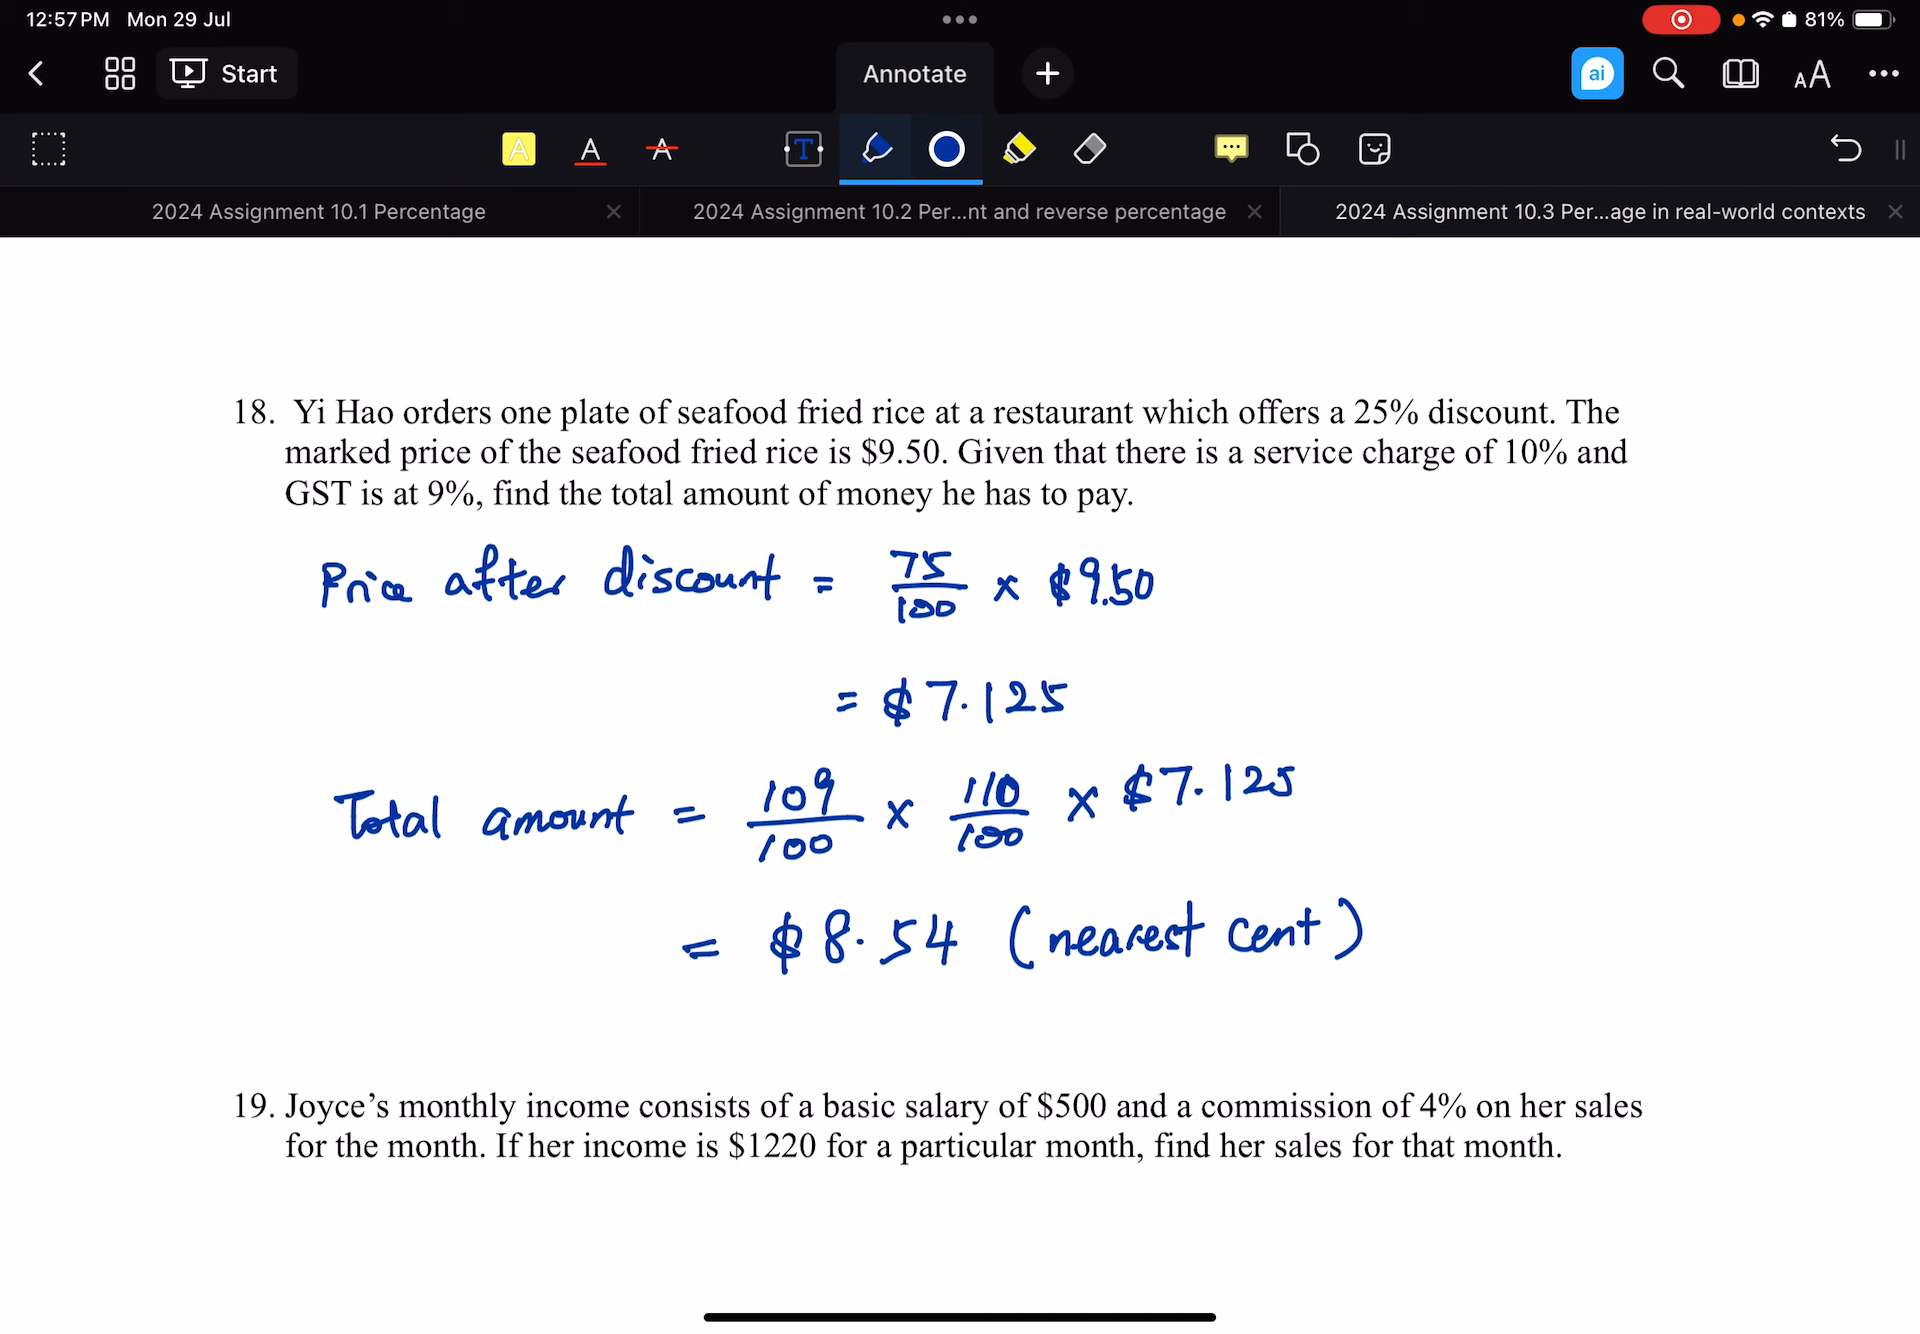 12:57 PM Mon 29 Jul
81%
Start
Annotate
ai
AA
A A A T
2024 Assignment 10.1 Percentage
2024 Assignment 10.2 Per...nt and reverse percentage
2024 Assignment 10.3 Per...age in real-world contexts
18. Yi Hao orders one plate of seafood fried rice at a restaurant which offers a 25% discount. The
marked price of the seafood fried rice is $9.50. Given that there is a service charge of 10% and
GST is at 9%, find the total amount of money he has to pay.
Price after discount = 75/100 × $9.50
= $7.125
Total amount = 109/100 × 110/100 × $7.125
= $8.54 (nearest cent)
19. Joyce’s monthly income consists of a basic salary of $500 and a commission of 4% on her sales
for the month. If her income is $1220 for a particular month, find her sales for that month.